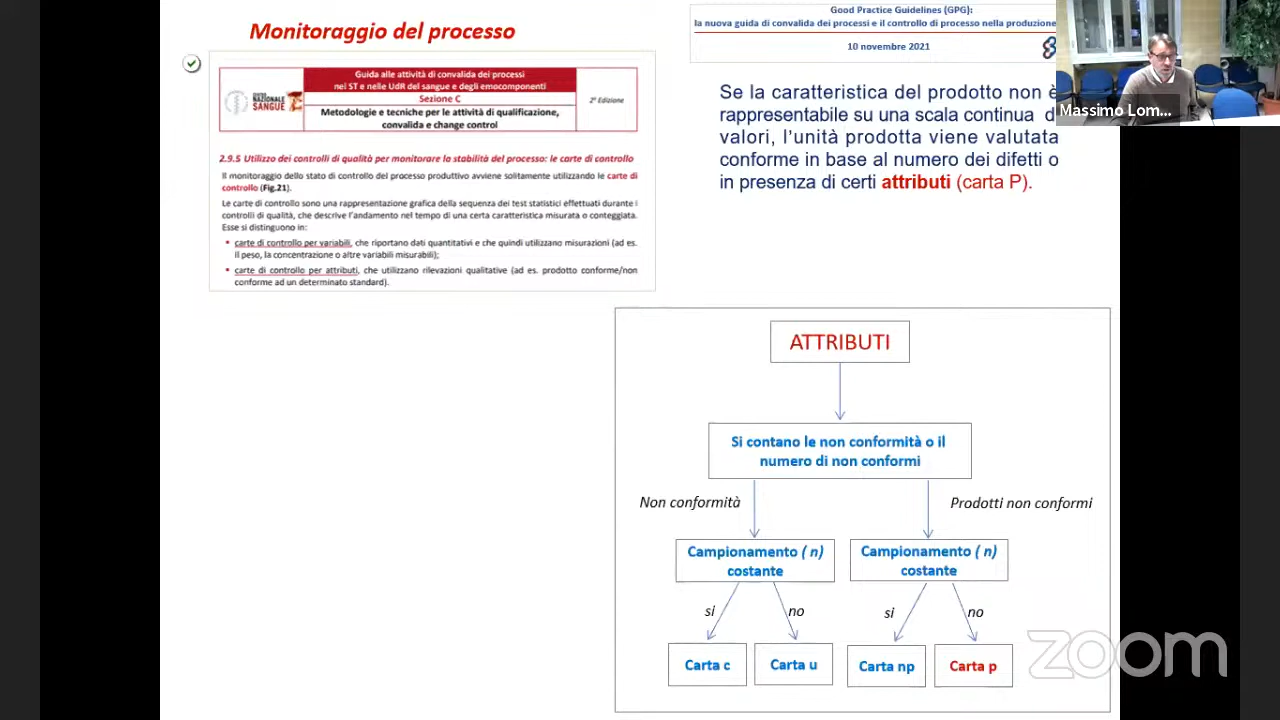 Monitoraggio del processo
Guida alle attività di convalida dei processi
nei ST e nelle UdR del sangue e degli emocomponenti
Sezione C
Metodologie e tecniche per le attività di qualificazione,
convalida e change control
2° Edizione
NAZIONALE
SANGUE
2.9.5 Utilizzo dei controlli di qualità per monitorare la stabilità del processo: le carte di controllo
Il monitoraggio dello stato di controllo del processo produttivo avviene solitamente utilizzando le carte di
controllo (Fig.21).
Le carte di controllo sono una rappresentazione grafica della sequenza dei test statistici effettuati durante i
controlli di qualità, che descrive l'andamento nel tempo di una certa caratteristica misurata o conteggiata.
Esse si distinguono in:
• carte di controllo per variabili, che riportano dati quantitativi e che quindi utilizzano misurazioni (ad es.
il peso, la concentrazione o altre variabili misurabili);
• carte di controllo per attributi, che utilizzano rilevazioni qualitative (ad es. prodotto conforme/non
conforme ad un determinato standard).
Good Practice Guidelines (GPG):
la nuova guida di convalida dei processi e il controllo di processo nella produzione
10 novembre 2021
Massimo Lom...
Se la caratteristica del prodotto non è
rappresentabile su una scala continua d
valori, l'unità prodotta viene valutata
conforme in base al numero dei difetti o
in presenza di certi attributi (carta P).
ATTRIBUTI
Si contano le non conformità o il
numero di non conformi
Non conformità
Prodotti non conformi
Campionamento ( n)
costante
Campionamento ( n)
costante
si
no
si
no
Carta c
Carta u
Carta np
Carta p
zoom